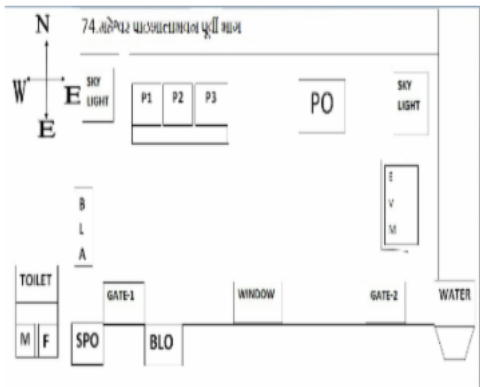 N
74. भाग
W E
E
SKY LIGHT
P1 P2 P3
PO
SKY LIGHT
E
V
M
B
L
A
TOILET
GATE-1
WINDOW
GATE-2
WATER
M F
SPO
BLO